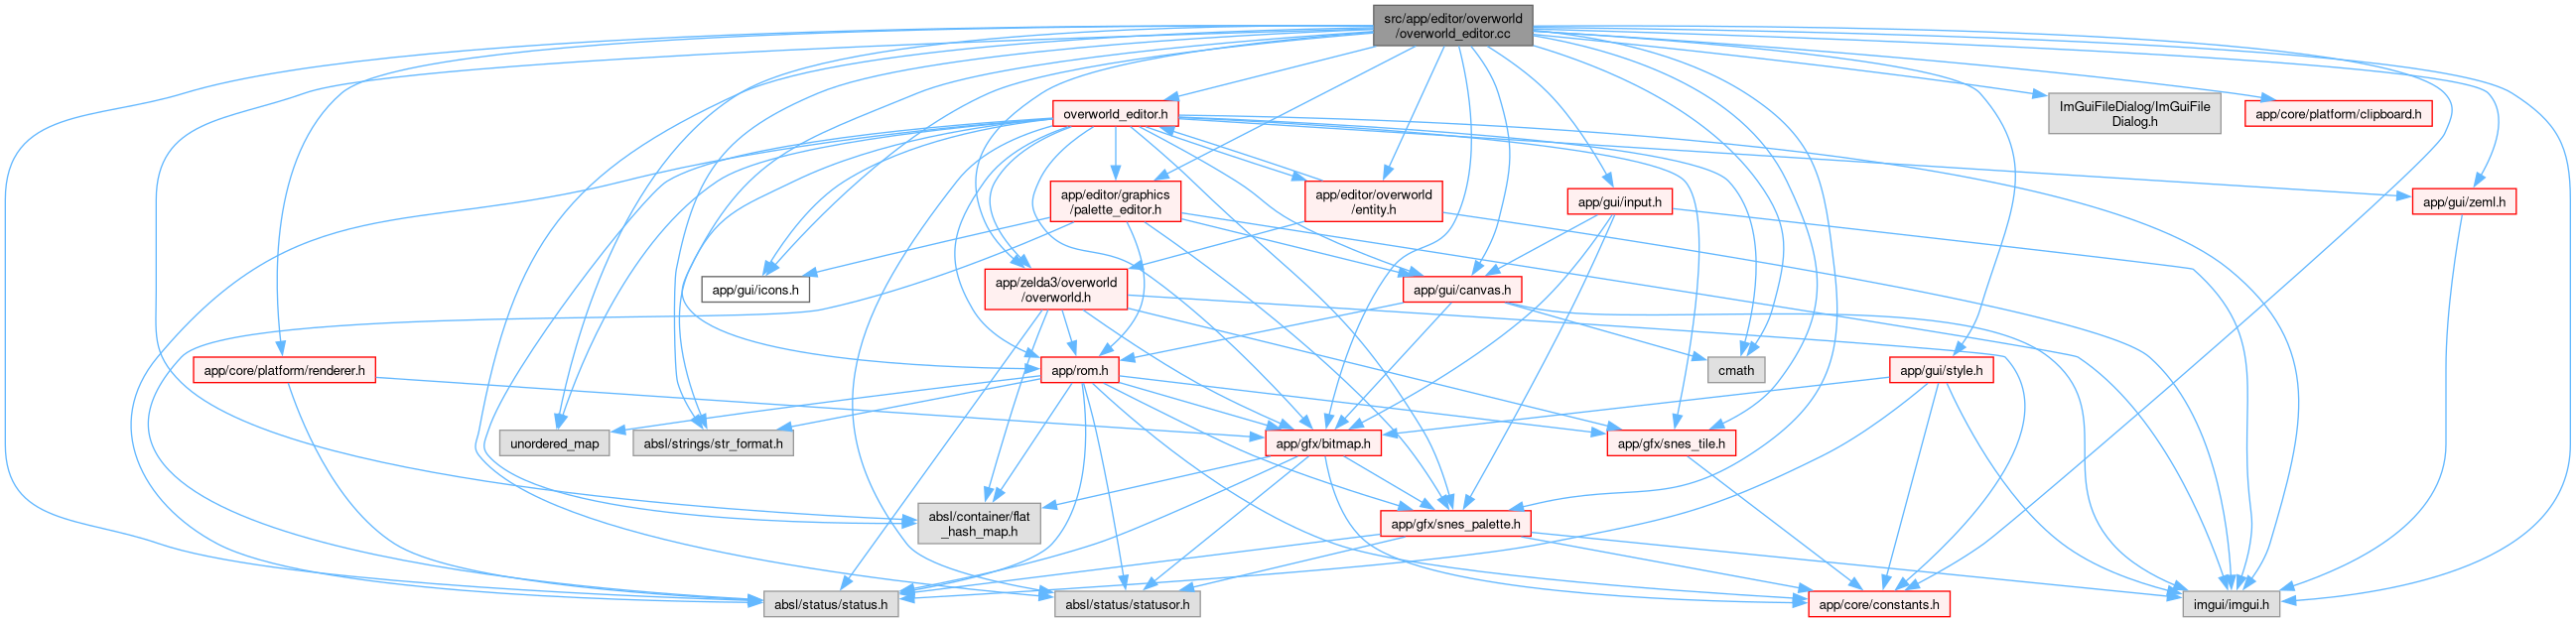 src/app/editor/overworld
/overworld_editor.cc
overworld_editor.h
ImGuiFileDialog/ImGuiFile
Dialog.h
app/core/platform/clipboard.h
app/editor/graphics
/palette_editor.h
app/editor/overworld
/entity.h
app/gui/input.h
app/gui/zeml.h
app/gui/icons.h
app/zelda3/overworld
/overworld.h
app/gui/canvas.h
app/core/platform/renderer.h
app/rom.h
cmath
app/gui/style.h
unordered_map
absl/strings/str_format.h
app/gfx/bitmap.h
app/gfx/snes_tile.h
absl/container/flat
_hash_map.h
app/gfx/snes_palette.h
absl/status/status.h
absl/status/statusor.h
app/core/constants.h
imgui/imgui.h